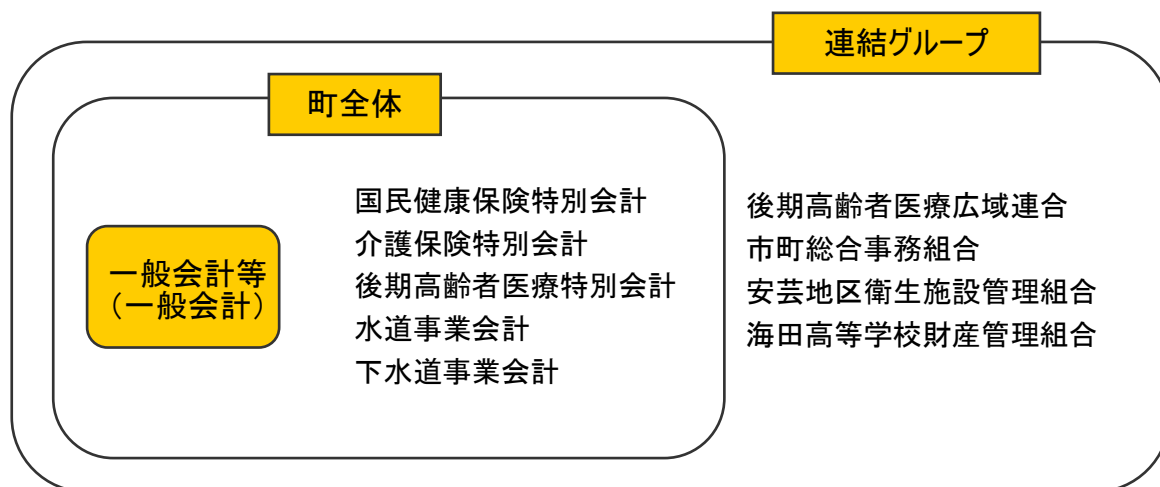 連結グループ
町全体
一般会計等
(一般会計)
国民健康保険特別会計
介護保険特別会計
後期高齢者医療特別会計
水道事業会計
下水道事業会計
後期高齢者医療広域連合
市町総合事務組合
安芸地区衛生施設管理組合
海田高等学校財産管理組合